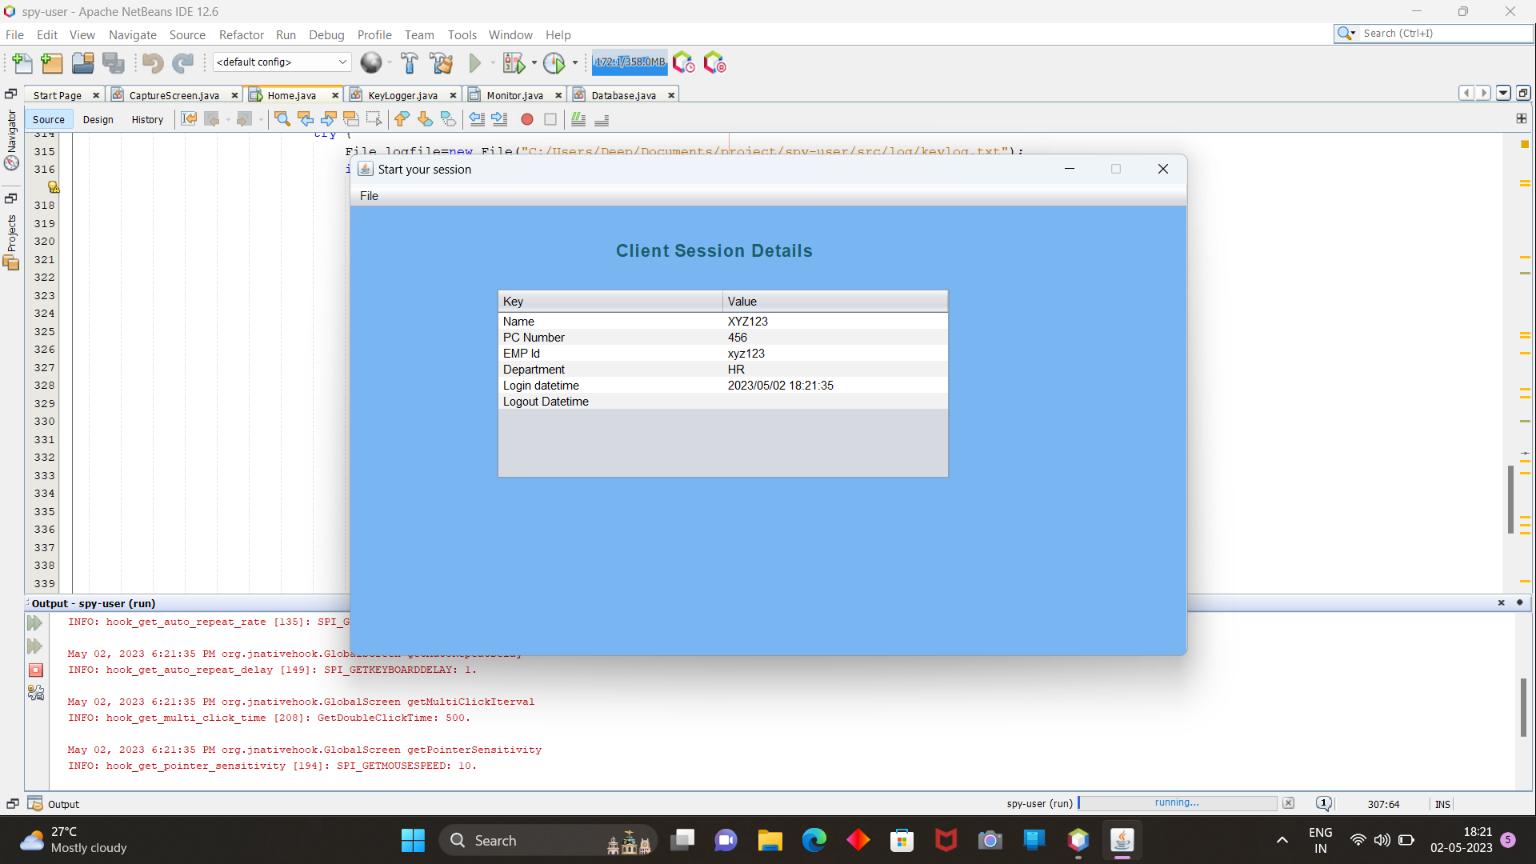 spy-user - Apache NetBeans IDE 12.6
File Edit View Navigate Source Refactor Run Debug Profile Team Tools Window Help
Search (Ctrl+I)
<default config>
172.1/358.0MB
Start Page CaptureScreen.java Home.java KeyLogger.java Monitor.java Database.java
Source Design History
Navigator
Projects
314 try {
315 File logfile=new File("C:/Users/Deep/Documents/project/spy-user/src/log/keylog.txt");
316
318
319
320
321
322
323
324
325
326
327
328
329
330
331
332
333
334
335
336
337
338
339
Start your session
File
Client Session Details
Key Value
Name XYZ123
PC Number 456
EMP Id xyz123
Department HR
Login datetime 2023/05/02 18:21:35
Logout Datetime
Output - spy-user (run)
INFO: hook_get_auto_repeat_rate [135]: SPI_G
May 02, 2023 6:21:35 PM org.jnativehook.GlobalScreen getAutoRepeatDelay
INFO: hook_get_auto_repeat_delay [149]: SPI_GETKEYBOARDDELAY: 1.
May 02, 2023 6:21:35 PM org.jnativehook.GlobalScreen getMultiClickIterval
INFO: hook_get_multi_click_time [208]: GetDoubleClickTime: 500.
May 02, 2023 6:21:35 PM org.jnativehook.GlobalScreen getPointerSensitivity
INFO: hook_get_pointer_sensitivity [194]: SPI_GETMOUSESPEED: 10.
Output
spy-user (run) running... 1 307:64 INS
27°C
Mostly cloudy
Search
ENG
IN
18:21
02-05-2023
5